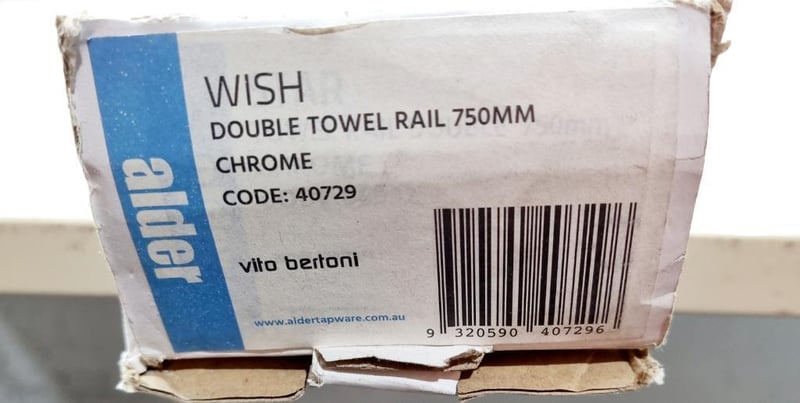 alder
WISH
DOUBLE TOWEL RAIL 750MM
CHROME
CODE: 40729
vito bertoni
www.aldertapware.com.au
9 320590 407296